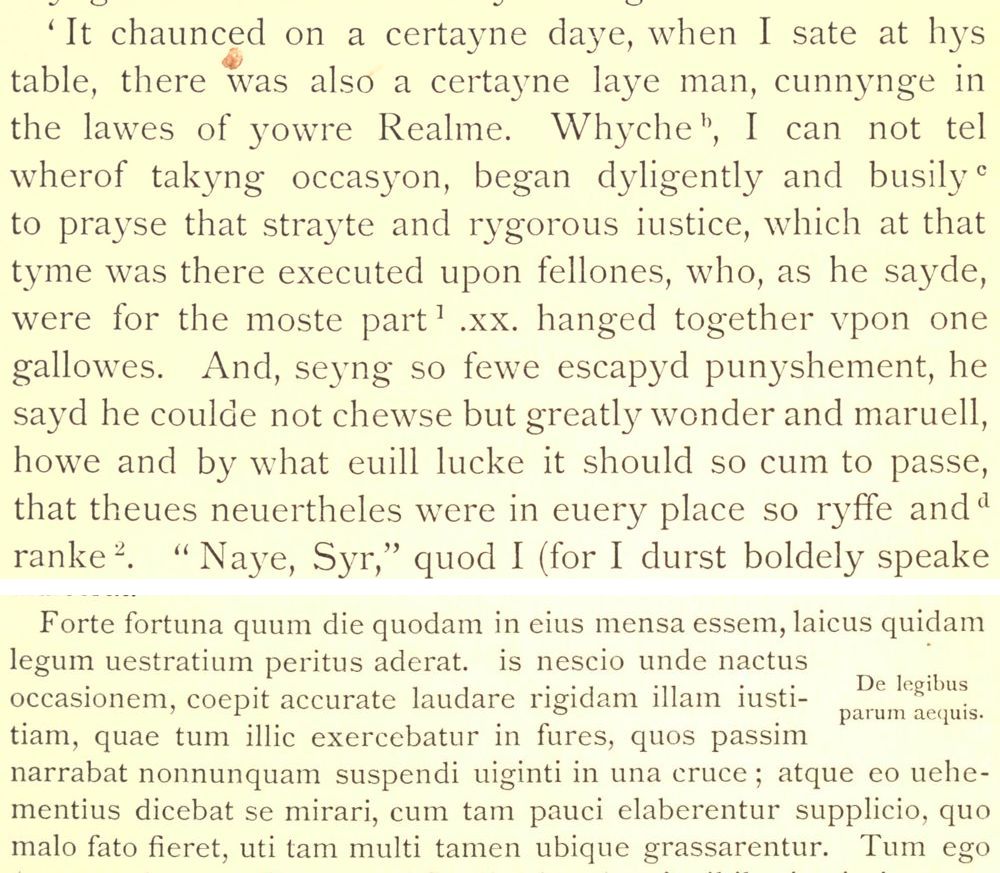 ‘ It chaunced on a certayne daye, when I sate at hys
table, there was also a certayne laye man, cunnynge in
the lawes of yowre Realme. Whyche ᵇ, I can not tel
wherof takyng occasyon, began dyligently and busily ᶜ
to prayse that strayte and rygorous iustice, which at that
tyme was there executed upon fellones, who, as he sayde,
were for the moste part ¹ .xx. hanged together vpon one
gallowes. And, seyng so fewe escapyd punyshement, he
sayd he coulde not chewse but greatly wonder and maruell,
howe and by what euill lucke it should so cum to passe,
that theues neuertheles were in euery place so ryffe and ᵈ
ranke ². “ Naye, Syr,” quod I (for I durst boldely speake
Forte fortuna quum die quodam in eius mensa essem, laicus quidam
legum uestratium peritus aderat. is nescio unde nactus
occasionem, coepit accurate laudare rigidam illam iusti-
tiam, quae tum illic exercebatur in fures, quos passim
De legibus
parum aequis.
narrabat nonnunquam suspendi uiginti in una cruce ; atque eo uehe-
mentius dicebat se mirari, cum tam pauci elaberentur supplicio, quo
malo fato fieret, uti tam multi tamen ubique grassarentur. Tum ego